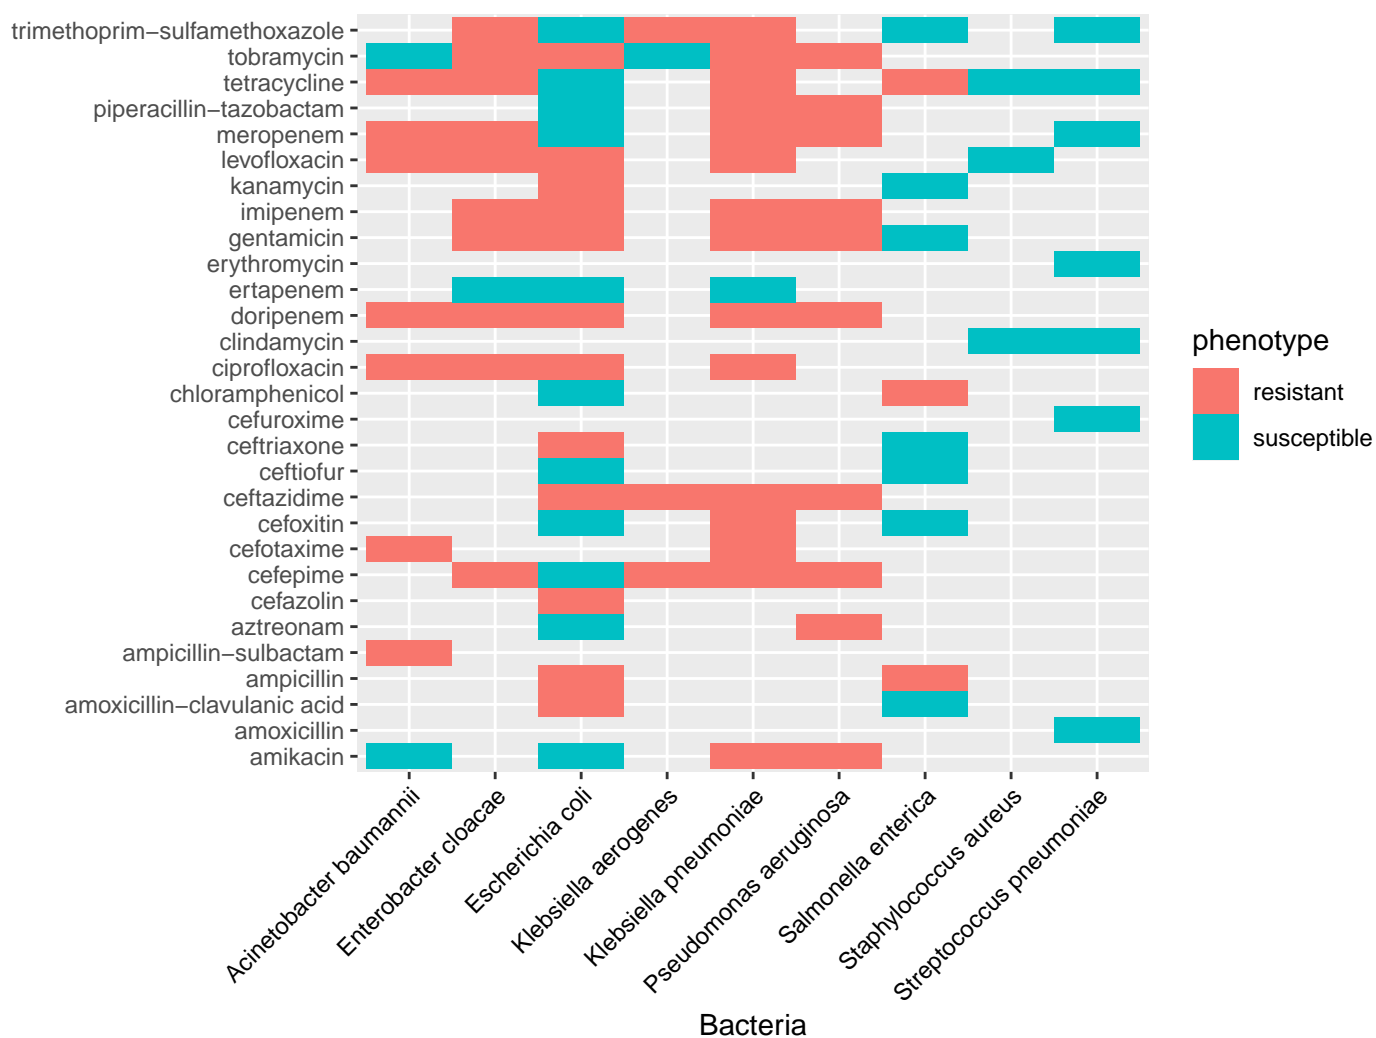 trimethoprim−sulfamethoxazole
tobramycin
tetracycline
piperacillin−tazobactam
meropenem
levofloxacin
kanamycin
imipenem
gentamicin
erythromycin
ertapenem
doripenem
clindamycin
ciprofloxacin
chloramphenicol
cefuroxime
ceftriaxone
ceftiofur
ceftazidime
cefoxitin
cefotaxime
cefepime
cefazolin
aztreonam
ampicillin−sulbactam
ampicillin
amoxicillin−clavulanic acid
amoxicillin
amikacin
Acinetobacter baumannii
Enterobacter cloacae
Escherichia coli
Klebsiella aerogenes
Klebsiella pneumoniae
Pseudomonas aeruginosa
Salmonella enterica
Staphylococcus aureus
Streptococcus pneumoniae
Bacteria
phenotype
resistant
susceptible